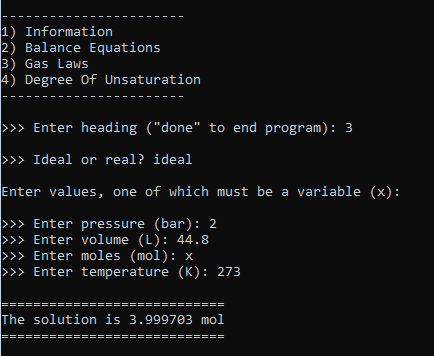 -----------------------
1) Information
2) Balance Equations
3) Gas Laws
4) Degree Of Unsaturation
-----------------------
>>> Enter heading ("done" to end program): 3
>>> Ideal or real? ideal
Enter values, one of which must be a variable (x):
>>> Enter pressure (bar): 2
>>> Enter volume (L): 44.8
>>> Enter moles (mol): x
>>> Enter temperature (K): 273
============================
The solution is 3.999703 mol
============================